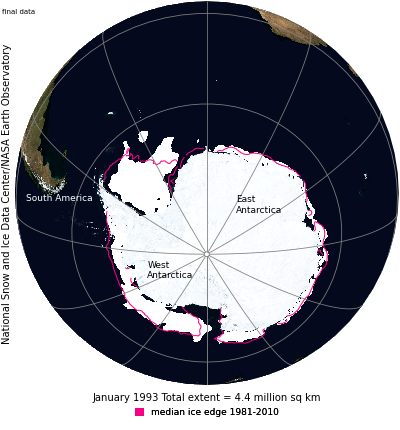 final data
National Snow and Ice Data Center/NASA Earth Observatory
South America
East
Antarctica
West
Antarctica
January 1993 Total extent = 4.4 million sq km
median ice edge 1981-2010